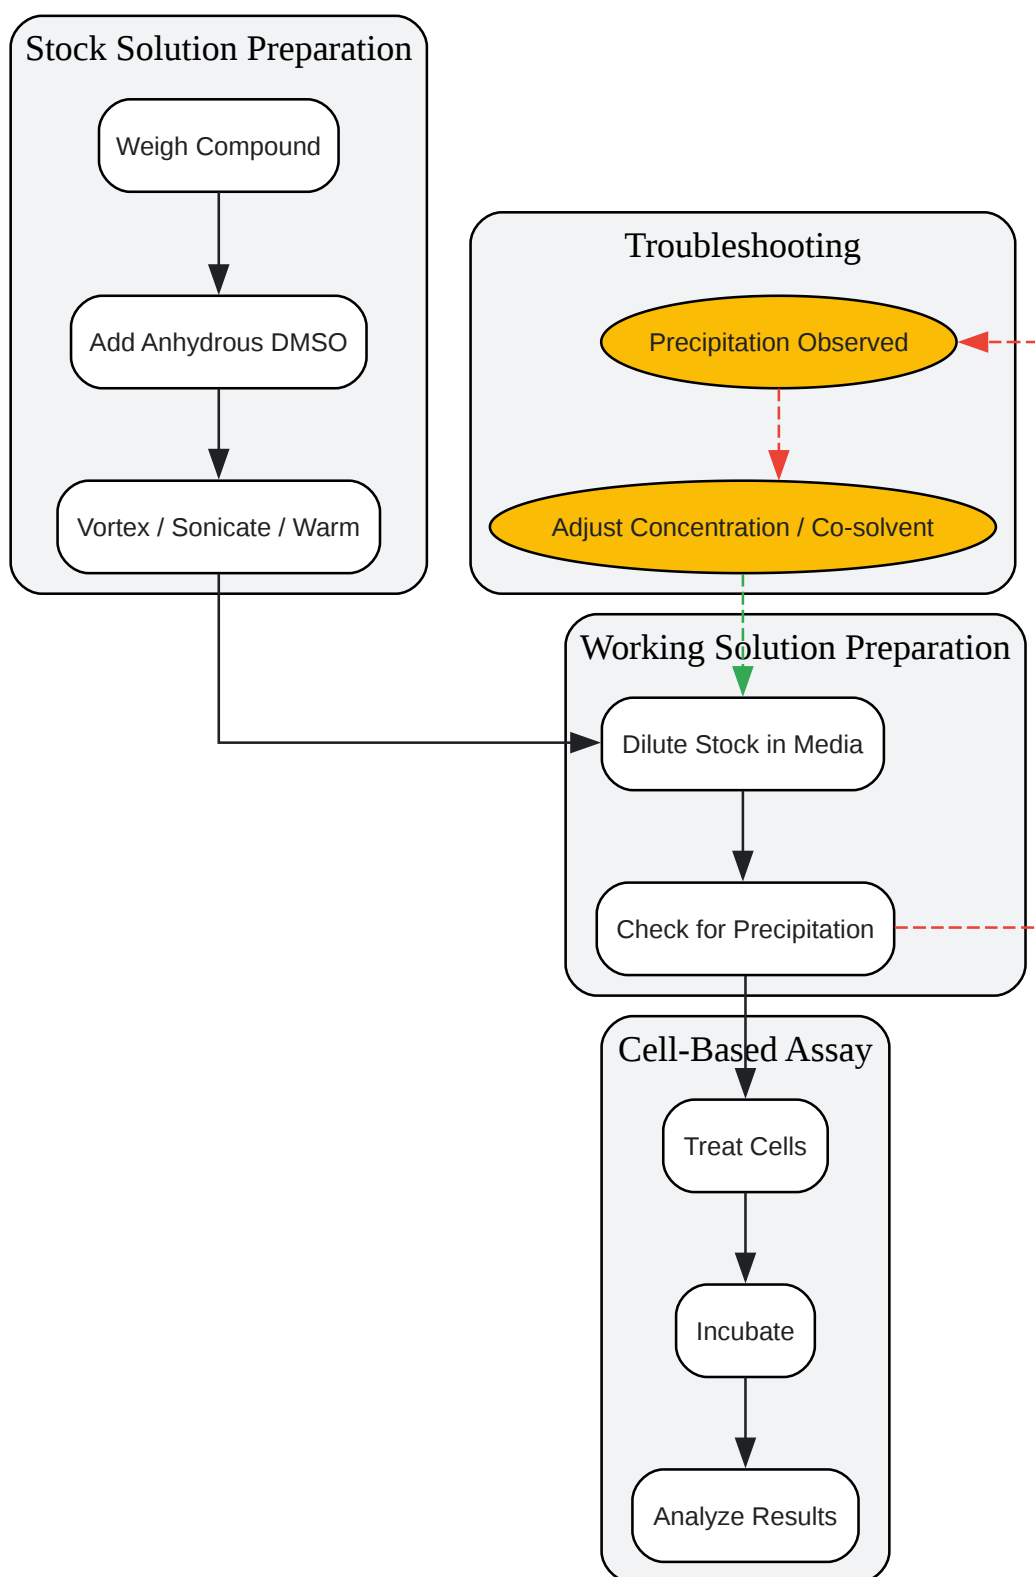 Stock Solution Preparation
Weigh Compound
Add Anhydrous DMSO
Vortex / Sonicate / Warm
Troubleshooting
Precipitation Observed
Adjust Concentration / Co-solvent
Working Solution Preparation
Dilute Stock in Media
Check for Precipitation
Cell-Based Assay
Treat Cells
Incubate
Analyze Results